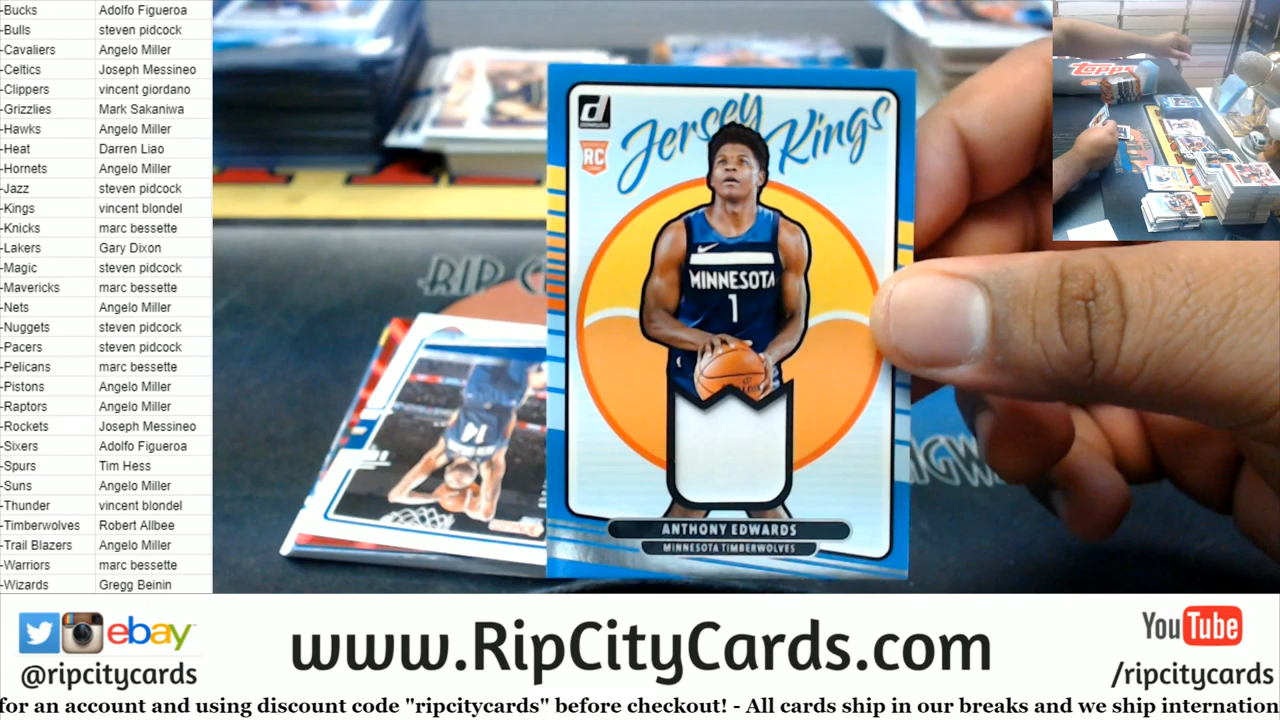 -Bucks Adolfo Figueroa
-Bulls steven pidcock
-Cavaliers Angelo Miller
-Celtics Joseph Messineo
-Clippers vincent giordano
-Grizzlies Mark Sakaniwa
-Hawks Angelo Miller
-Heat Darren Liao
-Hornets Angelo Miller
-Jazz steven pidcock
-Kings vincent blondel
-Knicks marc bessette
-Lakers Gary Dixon
-Magic steven pidcock
-Mavericks marc bessette
-Nets Angelo Miller
-Nuggets steven pidcock
-Pacers steven pidcock
-Pelicans marc bessette
-Pistons Angelo Miller
-Raptors Angelo Miller
-Rockets Joseph Messineo
-Sixers Adolfo Figueroa
-Spurs Tim Hess
-Suns Angelo Miller
-Thunder vincent blondel
-Timberwolves Robert Allbee
-Trail Blazers Angelo Miller
-Warriors marc bessette
-Wizards Gregg Beinin
Topps
d
Jersey Kings
RC
MINNESOTA
1
ANTHONY EDWARDS
MINNESOTA TIMBERWOLVES
RIP C
14
ebay
@ripcitycards
www.RipCityCards.com
YouTube
/ripcitycards
for an account and using discount code "ripcitycards" before checkout! - All cards ship in our breaks and we ship internation